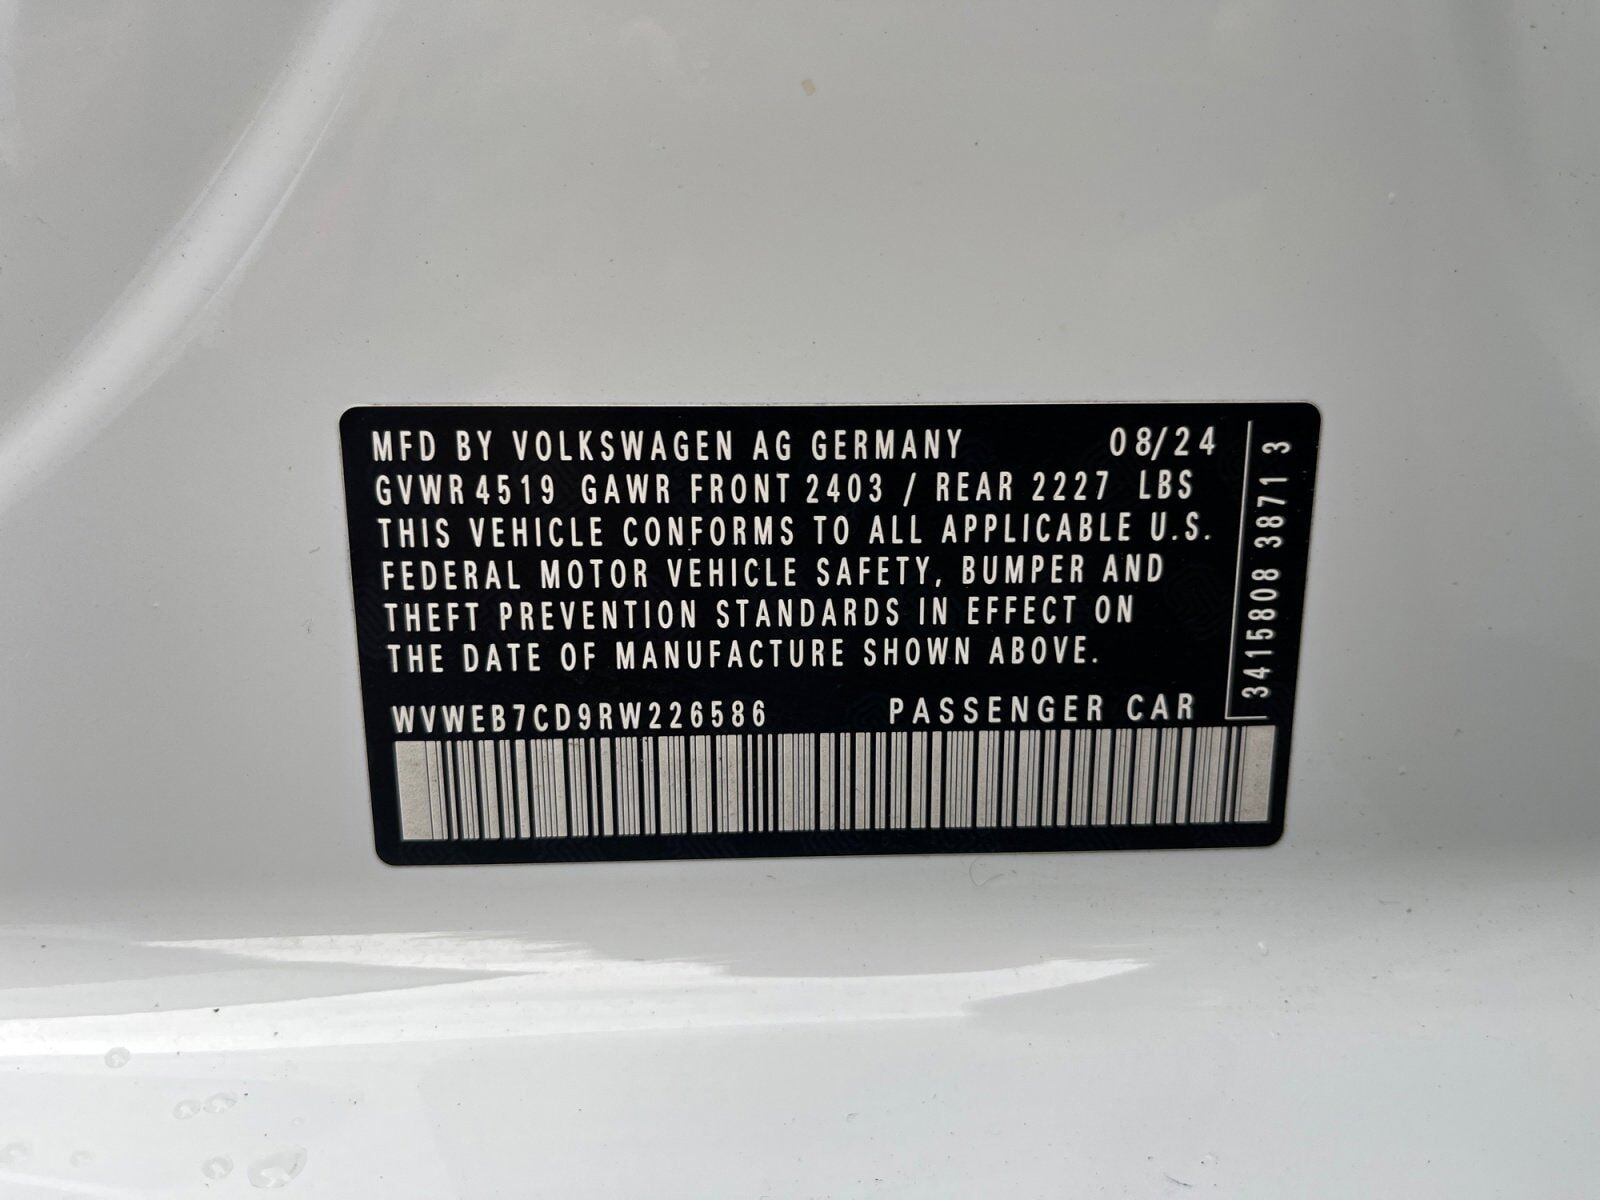 MFD BY VOLKSWAGEN AG GERMANY 08/24
GVWR 4519 GAWR FRONT 2403 / REAR 2227 LBS
THIS VEHICLE CONFORMS TO ALL APPLICABLE U.S.
FEDERAL MOTOR VEHICLE SAFETY, BUMPER AND
THEFT PREVENTION STANDARDS IN EFFECT ON
THE DATE OF MANUFACTURE SHOWN ABOVE.
WVWEB7CD9RW226586 PASSENGER CAR
3415808 3871 3